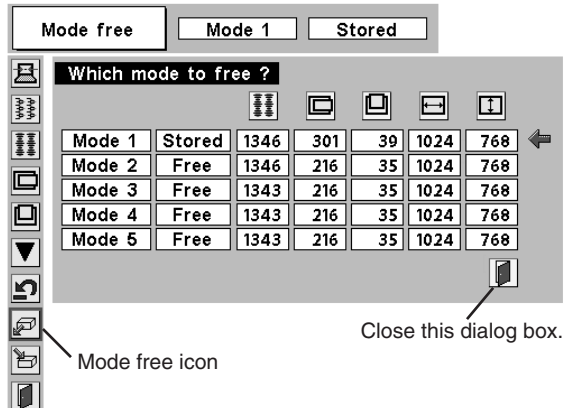 Mode free Mode 1 Stored
Which mode to free ?
Mode 1 Stored 1346 301 39 1024 768
Mode 2 Free 1346 216 35 1024 768
Mode 3 Free 1343 216 35 1024 768
Mode 4 Free 1343 216 35 1024 768
Mode 5 Free 1343 216 35 1024 768
Close this dialog box.
Mode free icon